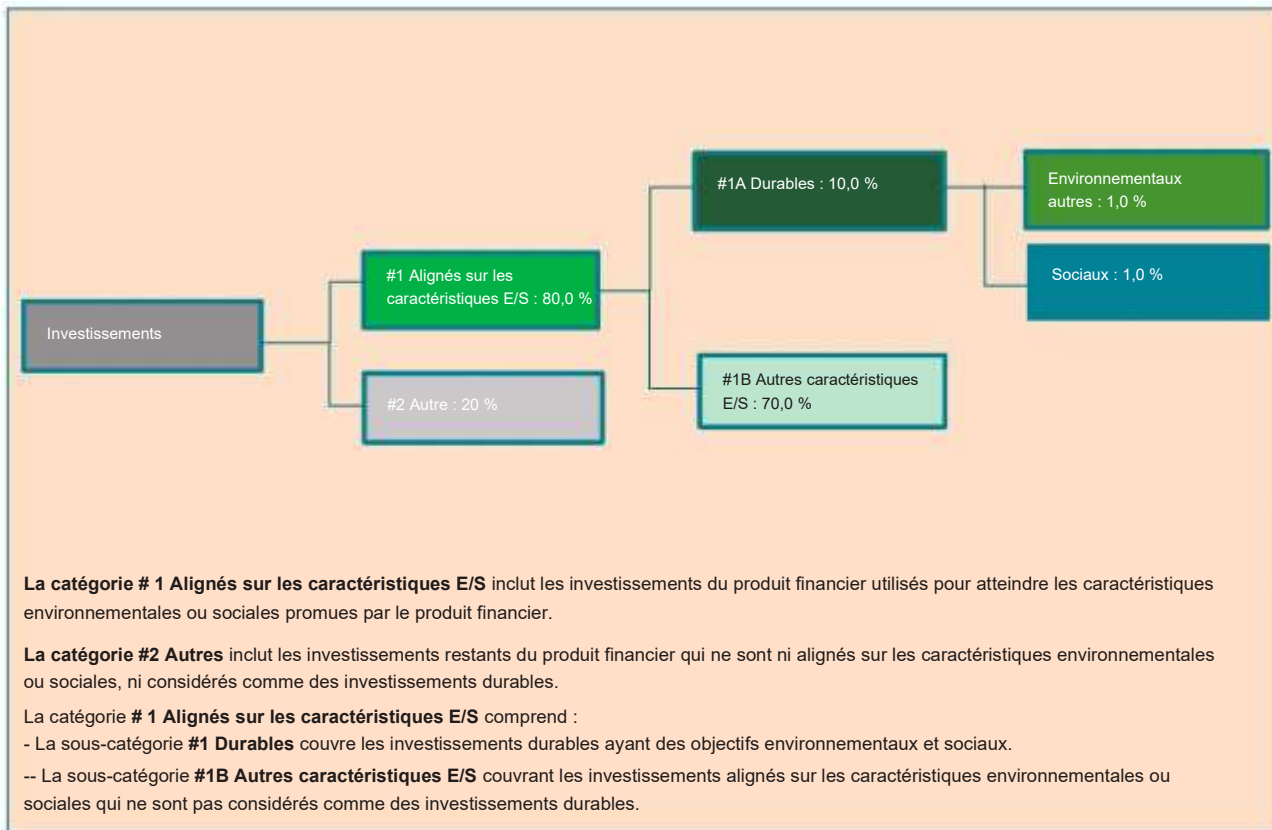 #1A Durables : 10,0 %
Environnementaux
autres : 1,0 %
#1 Alignés sur les
caractéristiques E/S : 80,0 %
Sociaux : 1,0 %
Investissements
#2 Autre : 20 %
#1B Autres caractéristiques
E/S : 70,0 %
La catégorie # 1 Alignés sur les caractéristiques E/S inclut les investissements du produit financier utilisés pour atteindre les caractéristiques
environnementales ou sociales promues par le produit financier.
La catégorie #2 Autres inclut les investissements restants du produit financier qui ne sont ni alignés sur les caractéristiques environnementales
ou sociales, ni considérés comme des investissements durables.
La catégorie # 1 Alignés sur les caractéristiques E/S comprend :
- La sous-catégorie #1 Durables couvre les investissements durables ayant des objectifs environnementaux et sociaux.
-- La sous-catégorie #1B Autres caractéristiques E/S couvrant les investissements alignés sur les caractéristiques environnementales ou
sociales qui ne sont pas considérés comme des investissements durables.